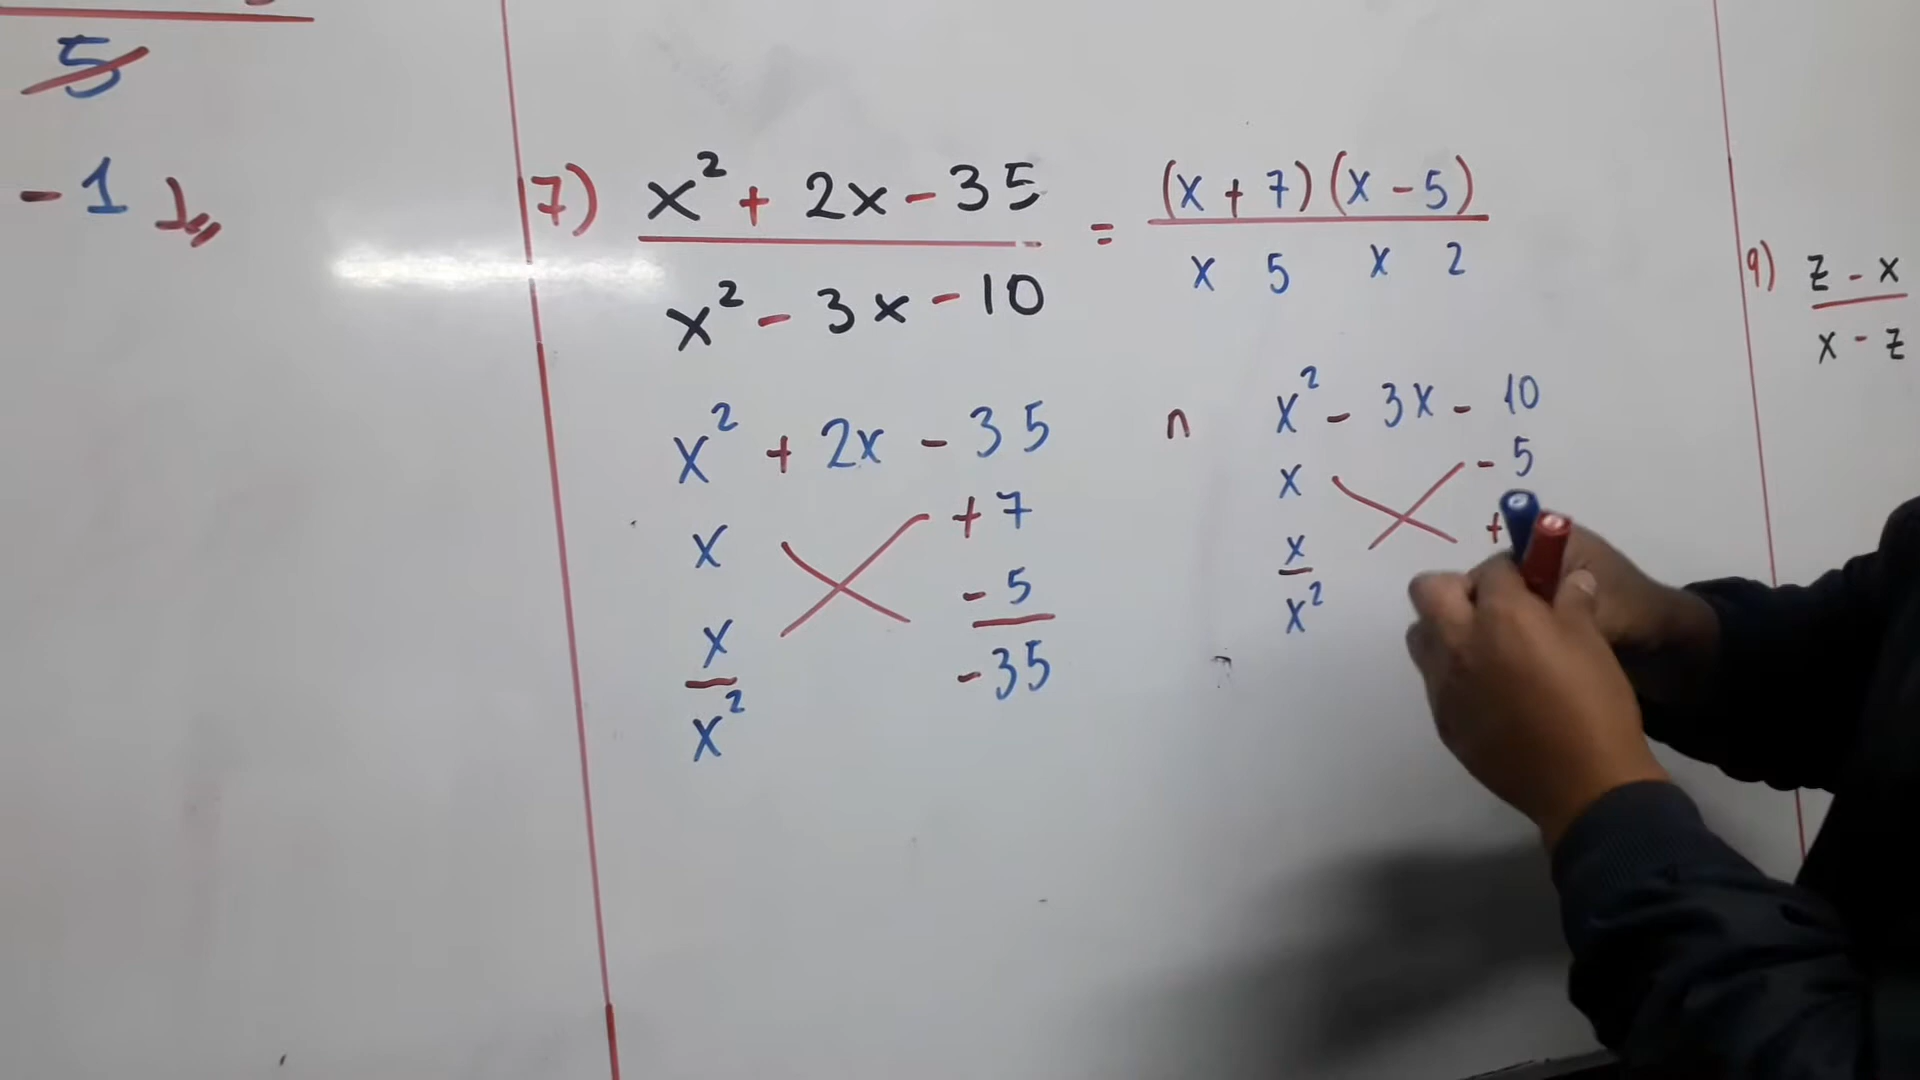 5
- 1 ⟩,,
7) x² + 2x - 35 = (x + 7) (x - 5)
x² - 3x - 10 x 5 x 2
x² + 2x - 35
x + 7
x - 5
x² - 35
n x² - 3x - 10
x - 5
x +
x²
9) z - x
x - z